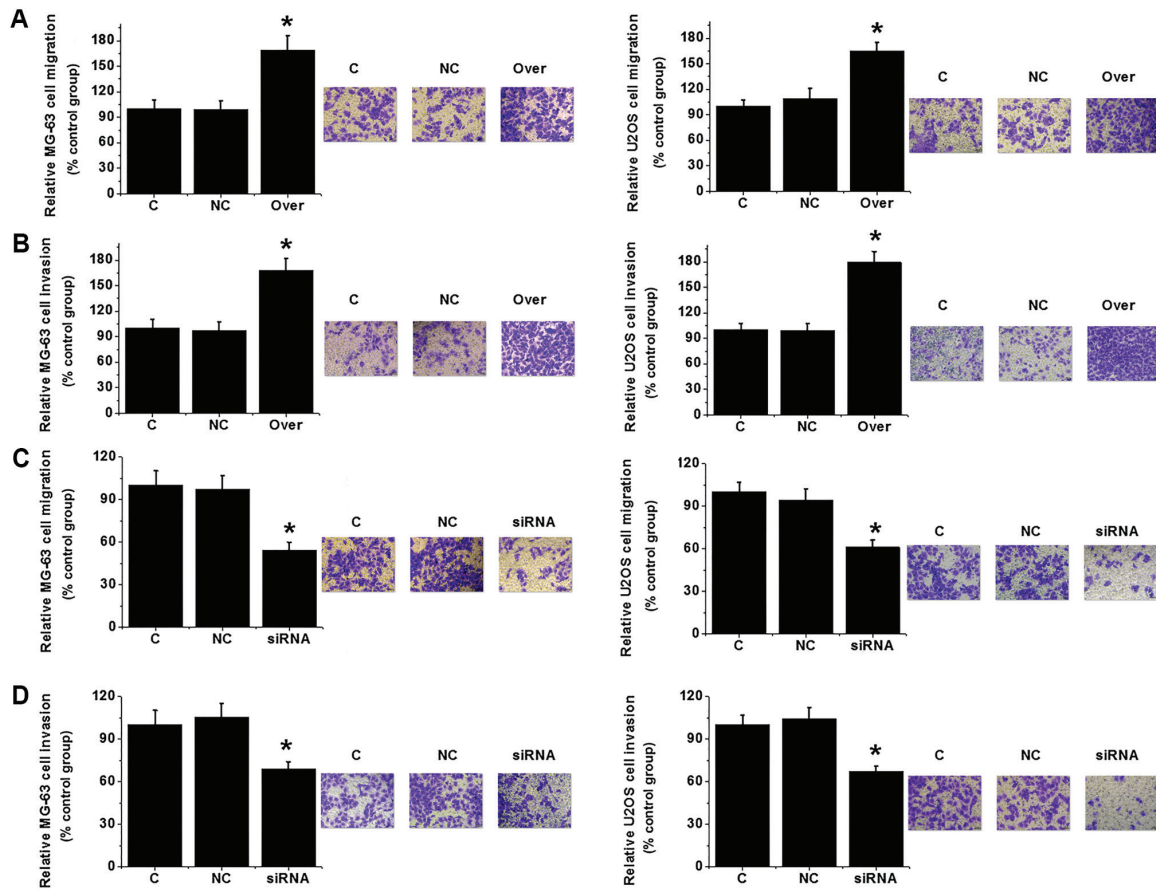 A
Relative MG-63 cell migration
(% control group)
180
150
120
90
60
30
0
*
C
NC
Over
C
NC
Over
Relative U2OS cell migration
(% control group)
180
150
120
90
60
30
0
*
C
NC
Over
C
NC
Over
B
Relative MG-63 cell invasion
(% control group)
180
150
120
90
60
30
0
*
C
NC
Over
C
NC
Over
Relative U2OS cell invasion
(% control group)
180
150
120
90
60
30
0
*
C
NC
Over
C
NC
Over
C
Relative MG-63 cell migration
(% control group)
120
90
60
30
0
*
C
NC
siRNA
C
NC
siRNA
Relative U2OS cell migration
(% control group)
120
90
60
30
0
*
C
NC
siRNA
C
NC
siRNA
D
Relative MG-63 cell invasion
(% control group)
120
90
60
30
0
*
C
NC
siRNA
C
NC
siRNA
Relative U2OS cell invasion
(% control group)
120
90
60
30
0
*
C
NC
siRNA
C
NC
siRNA